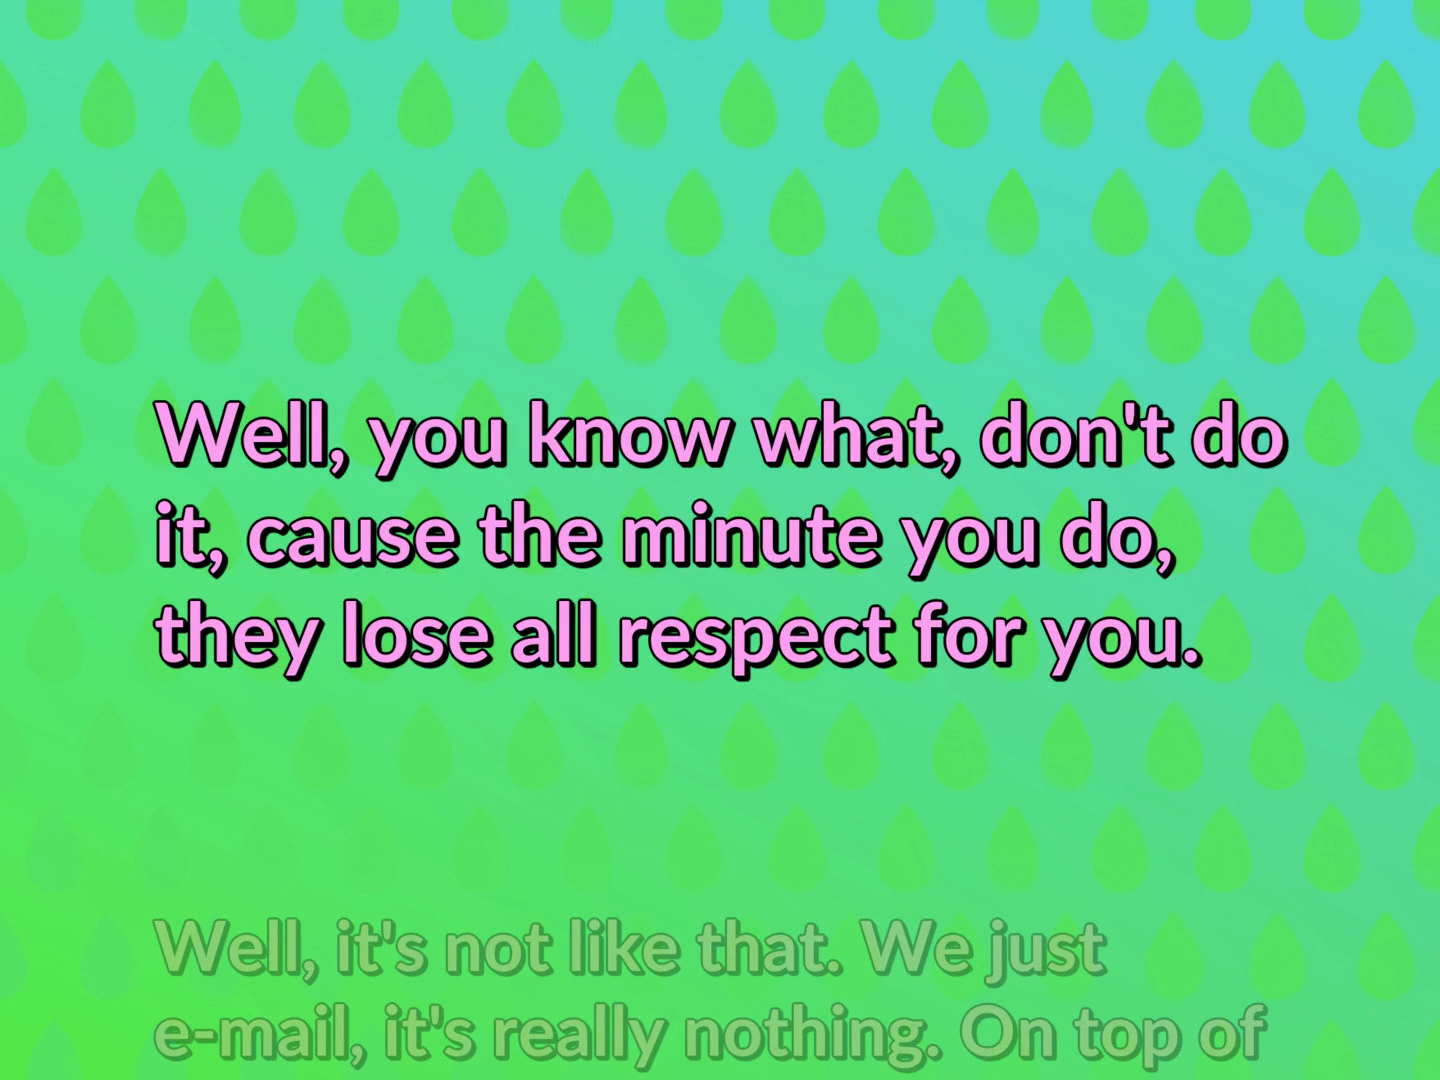 Well, you know what, don't do
it, cause the minute you do,
they lose all respect for you.
Well, it's not like that. We just
e-mail, it's really nothing. On top of